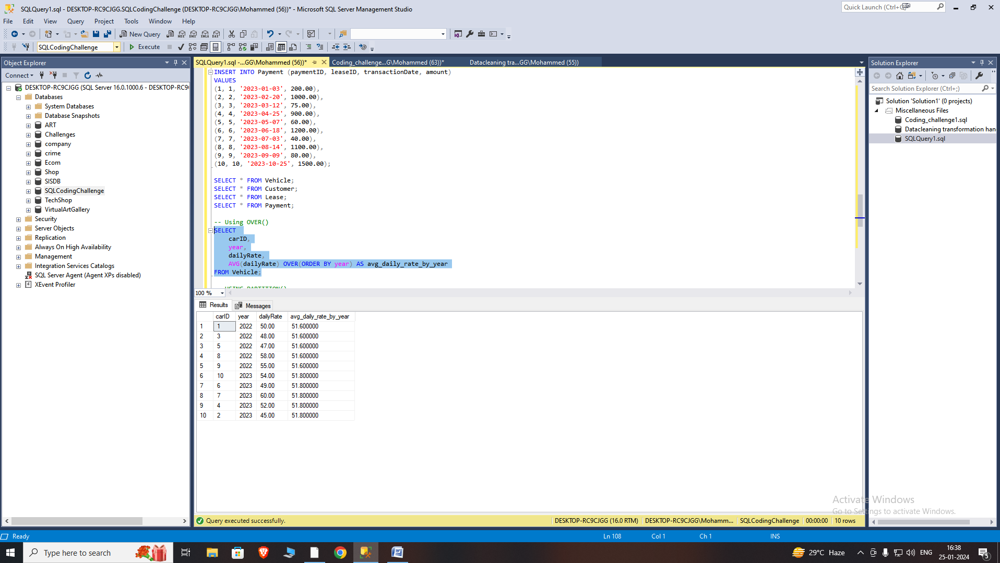 SQLQuery1.sql - DESKTOP-RC9CJGG.SQLCodingChallenge (DESKTOP-RC9CJGG\Mohammed (56))* - Microsoft SQL Server Management Studio
Quick Launch (Ctrl+Q)
File Edit View Query Project Tools Window Help
New Query
MDX DMX XMLA DAX
SQLCodingChallenge
Execute
Object Explorer
Connect
DESKTOP-RC9CJGG (SQL Server 16.0.1000.6 - DESKTOP-RC9
Databases
System Databases
Database Snapshots
ART
Challenges
company
crime
Ecom
Shop
SISDB
SQLCodingChallenge
TechShop
VirtualArtGallery
Security
Server Objects
Replication
Always On High Availability
Management
Integration Services Catalogs
SQL Server Agent (Agent XPs disabled)
XEvent Profiler
SQLQuery1.sql -...GG\Mohammed (56))*
Coding_challenge...G\Mohammed (63))*
Datacleaning tra...GG\Mohammed (55))
INSERT INTO Payment (paymentID, leaseID, transactionDate, amount)
VALUES
(1, 1, '2023-01-03', 200.00),
(2, 2, '2023-02-20', 1000.00),
(3, 3, '2023-03-12', 75.00),
(4, 4, '2023-04-25', 900.00),
(5, 5, '2023-05-07', 60.00),
(6, 6, '2023-06-18', 1200.00),
(7, 7, '2023-07-03', 40.00),
(8, 8, '2023-08-14', 1100.00),
(9, 9, '2023-09-09', 80.00),
(10, 10, '2023-10-25', 1500.00);
SELECT * FROM Vehicle;
SELECT * FROM Customer;
SELECT * FROM Lease;
SELECT * FROM Payment;
-- Using OVER()
SELECT
carID,
year,
dailyRate,
AVG(dailyRate) OVER(ORDER BY year) AS avg_daily_rate_by_year
FROM Vehicle;
USING PARTITION()
100 %
Results Messages
carID year dailyRate avg_daily_rate_by_year
1 1 2022 50.00 51.600000
2 3 2022 48.00 51.600000
3 5 2022 47.00 51.600000
4 8 2022 58.00 51.600000
5 9 2022 55.00 51.600000
6 10 2023 54.00 51.800000
7 6 2023 49.00 51.800000
8 7 2023 60.00 51.800000
9 4 2023 52.00 51.800000
10 2 2023 45.00 51.800000
Query executed successfully.
DESKTOP-RC9CJGG (16.0 RTM) DESKTOP-RC9CJGG\Mohamm... SQLCodingChallenge 00:00:00 10 rows
Solution Explorer
Search Solution Explorer (Ctrl+;)
Solution 'Solution1' (0 projects)
Miscellaneous Files
Coding_challenge1.sql
Datacleaning transformation han
SQLQuery1.sql
Activate Windows
Go to Settings to activate Windows.
Ready
Ln 108 Col 1 Ch 1 INS
Type here to search
29°C Haze
ENG
16:38
25-01-2024
5